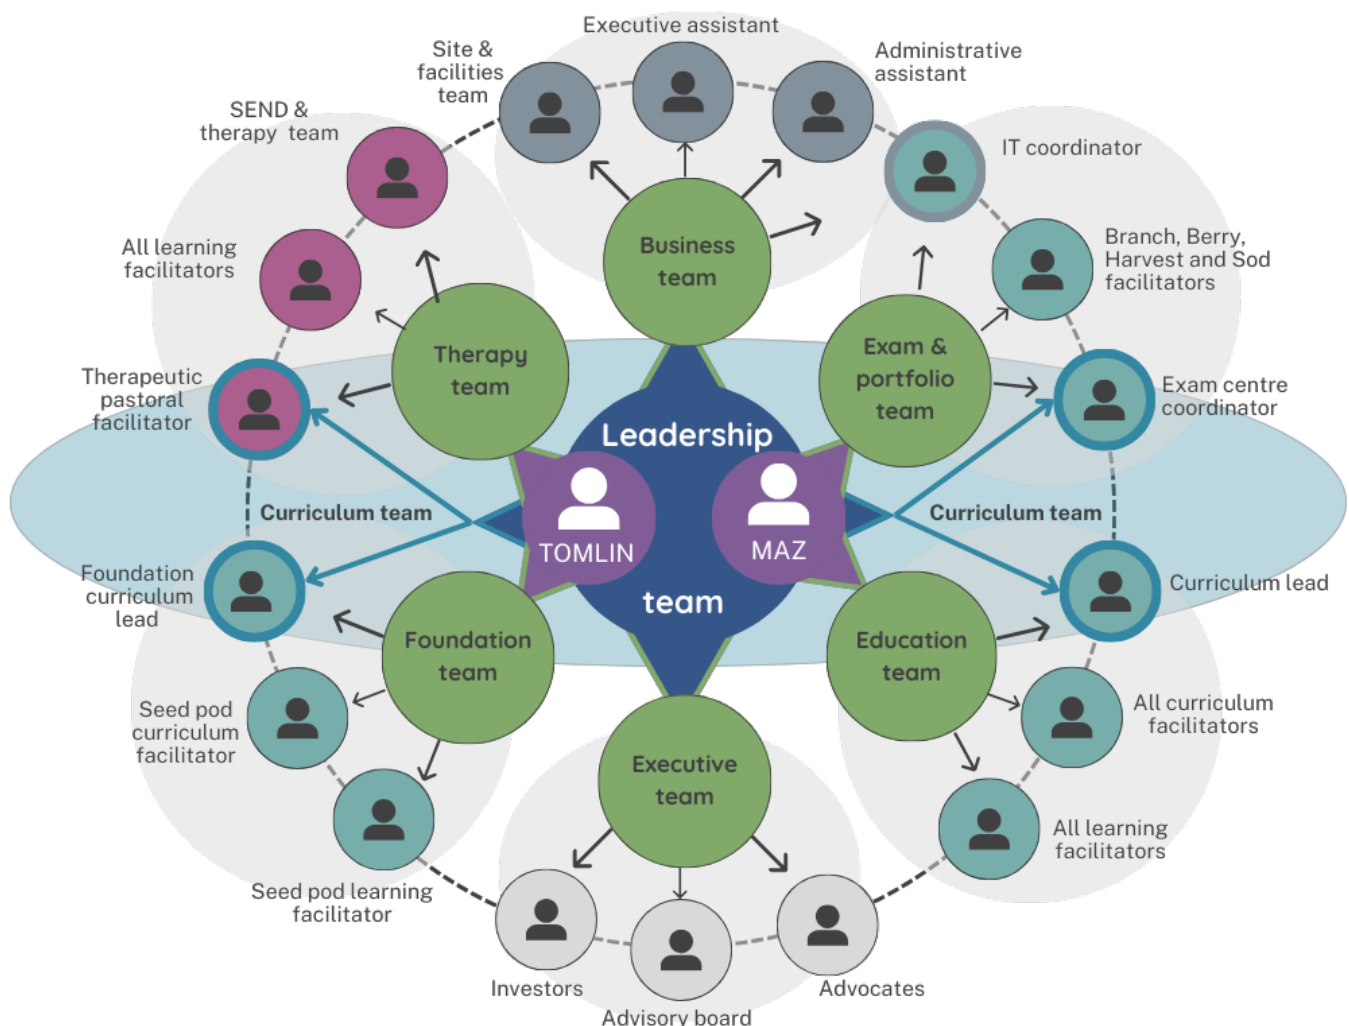 Executive assistant
Site &
facilities
team
Administrative
assistant
SEND &
therapy team
IT coordinator
All learning
facilitators
Business
team
Branch, Berry,
Harvest and Sod
facilitators
Therapy
team
Exam &
portfolio
team
Therapeutic
pastoral
facilitator
Exam centre
coordinator
Leadership
team
Curriculum team
Curriculum team
TOMLIN
MAZ
Foundation
curriculum
lead
Curriculum lead
Foundation
team
Education
team
Seed pod
curriculum
facilitator
All curriculum
facilitators
Executive
team
All learning
facilitators
Seed pod learning
facilitator
Investors
Advisory board
Advocates